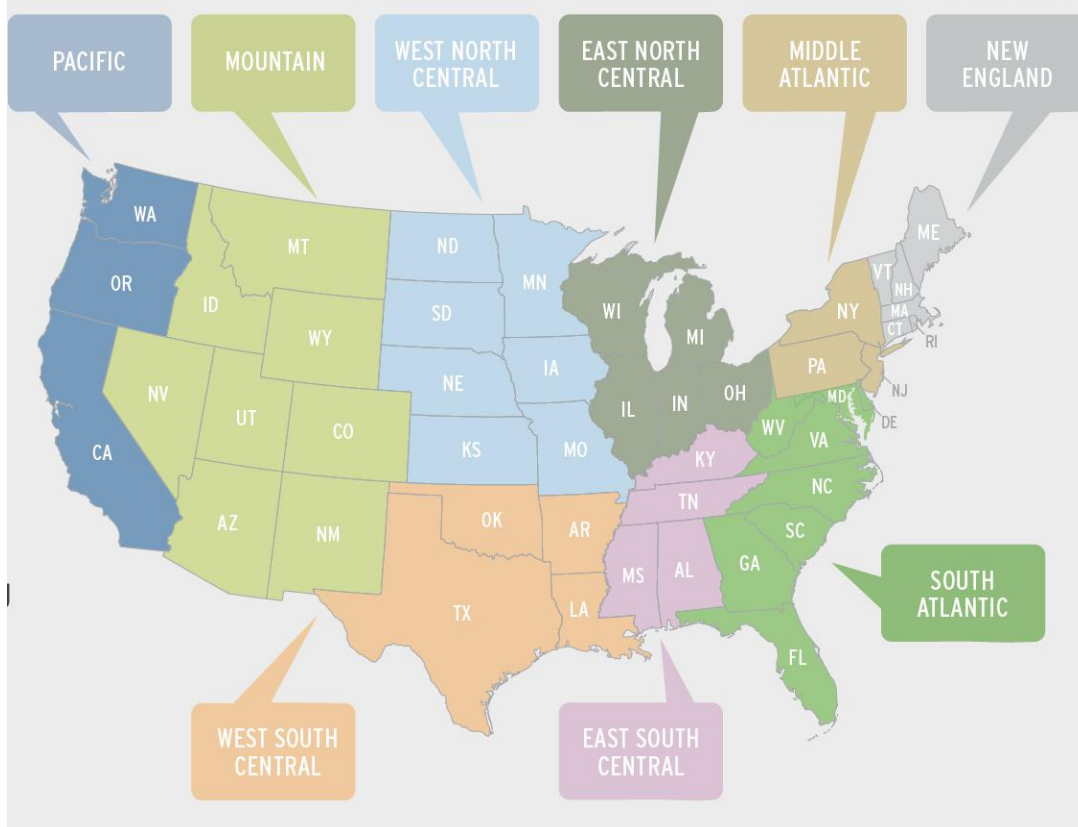 PACIFIC
MOUNTAIN
WEST NORTH
CENTRAL
EAST NORTH
CENTRAL
MIDDLE
ATLANTIC
NEW
ENGLAND
WA
OR
CA
MT
ID
WY
NV
UT
CO
AZ
NM
ND
SD
NE
KS
MN
IA
MO
WI
MI
IL
IN
OH
NY
PA
NJ
ME
VT
NH
MA
CT
RI
MD
DE
WV
VA
NC
SC
GA
FL
KY
TN
MS
AL
OK
AR
TX
LA
SOUTH
ATLANTIC
WEST SOUTH
CENTRAL
EAST SOUTH
CENTRAL